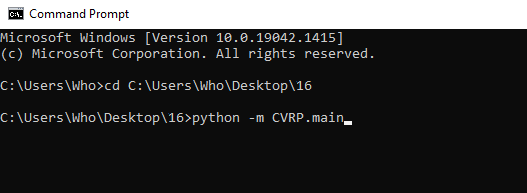 Command Prompt
Microsoft Windows [Version 10.0.19042.1415]
(c) Microsoft Corporation. All rights reserved.
C:\Users\Who>cd C:\Users\Who\Desktop\16
C:\Users\Who\Desktop\16>python -m CVRP.main